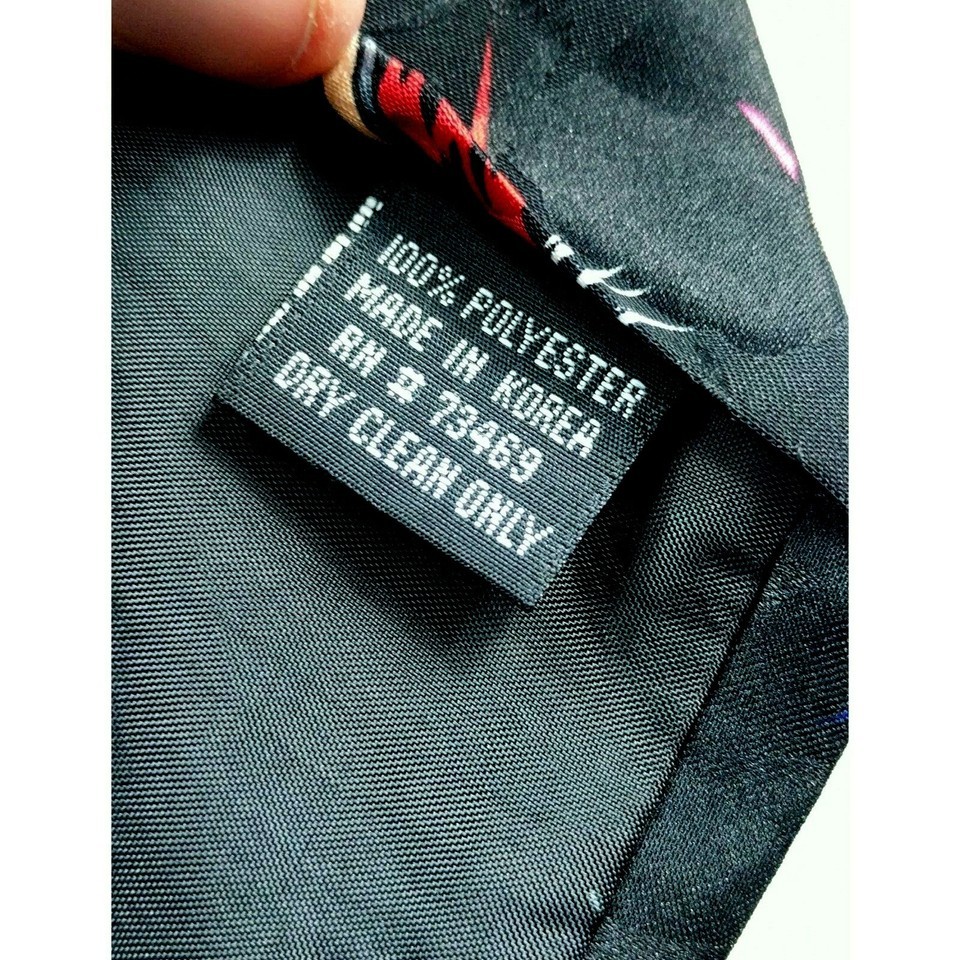 100% POLYESTER
MADE IN KOREA
RN # 73469
DRY CLEAN ONLY